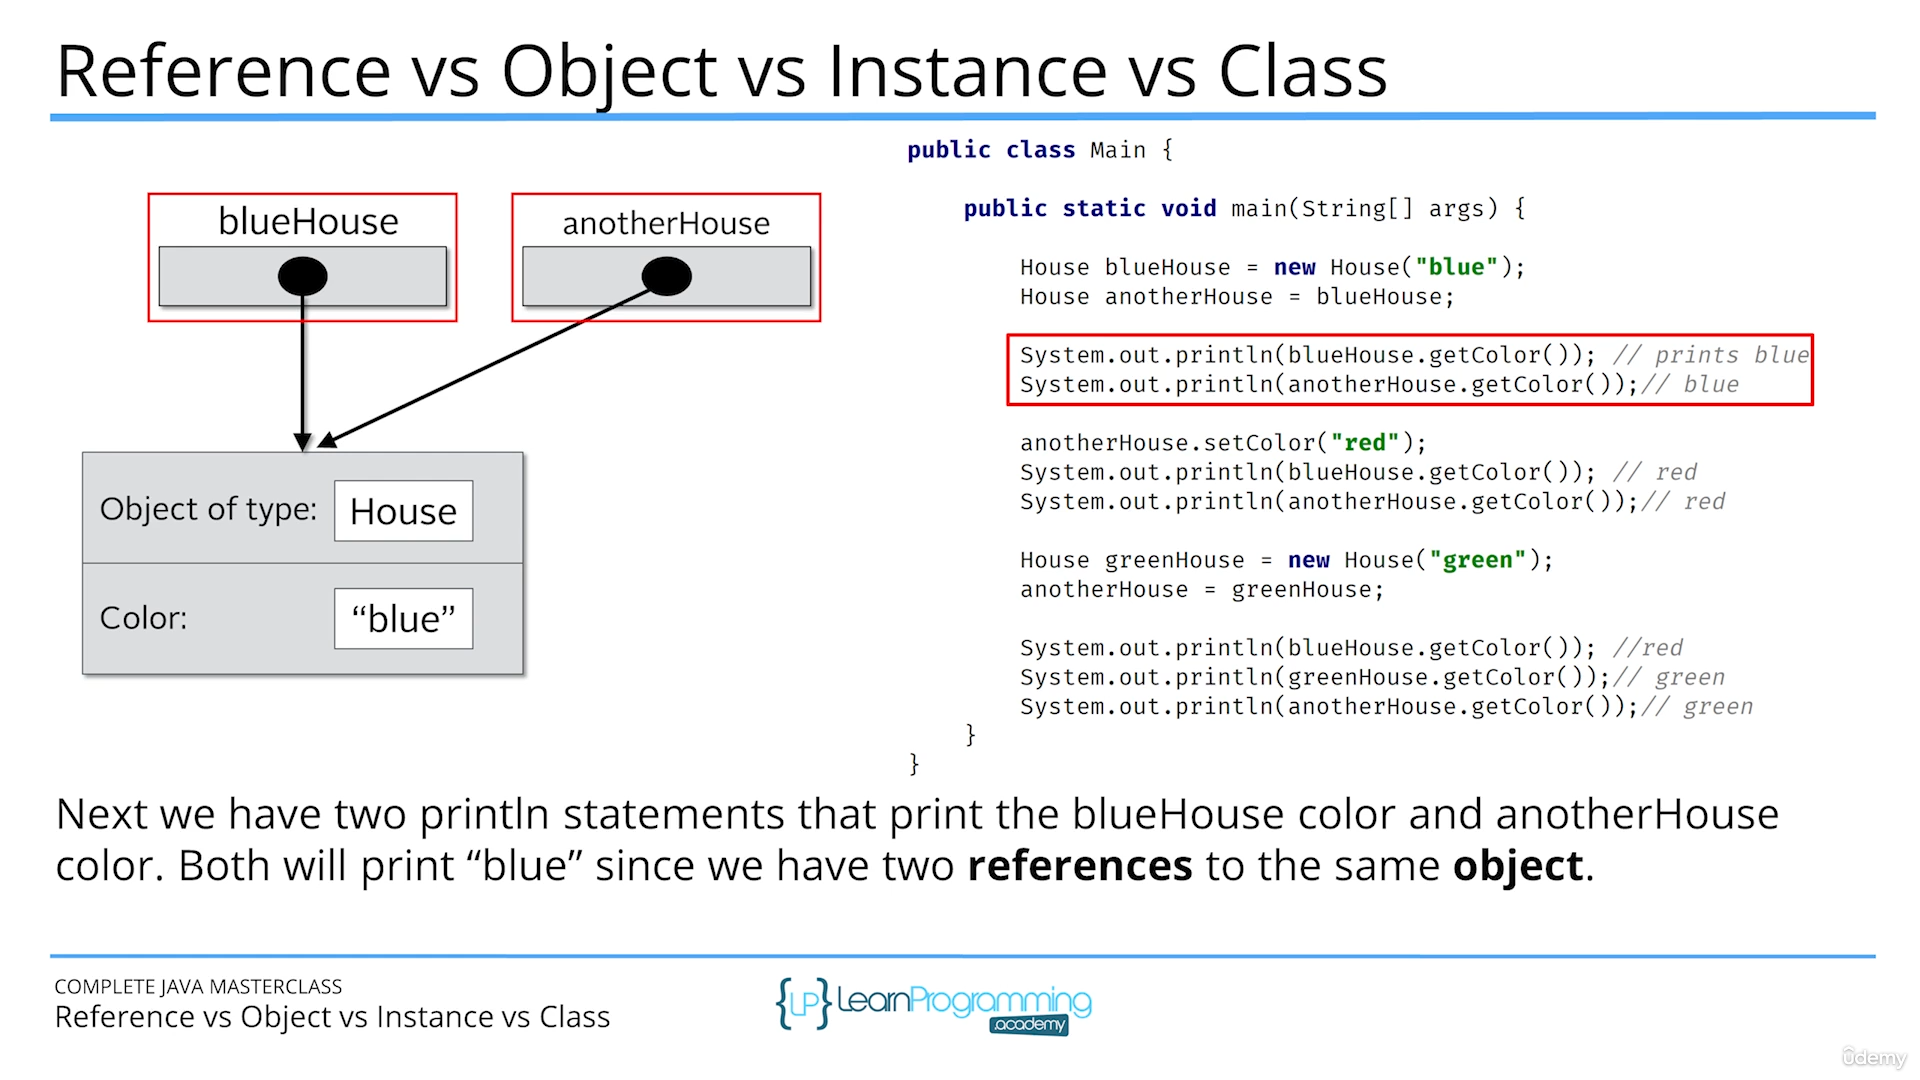 Reference vs Object vs Instance vs Class
blueHouse
anotherHouse
Object of type: House
Color: “blue”
public class Main {
public static void main(String[] args) {
House blueHouse = new House("blue");
House anotherHouse = blueHouse;
System.out.println(blueHouse.getColor()); // prints blue
System.out.println(anotherHouse.getColor());// blue
anotherHouse.setColor("red");
System.out.println(blueHouse.getColor()); // red
System.out.println(anotherHouse.getColor());// red
House greenHouse = new House("green");
anotherHouse = greenHouse;
System.out.println(blueHouse.getColor()); //red
System.out.println(greenHouse.getColor());// green
System.out.println(anotherHouse.getColor());// green
}
}
Next we have two println statements that print the blueHouse color and anotherHouse
color. Both will print “blue” since we have two references to the same object.
COMPLETE JAVA MASTERCLASS
Reference vs Object vs Instance vs Class
{LP} LearnProgramming
.academy
ûdemy